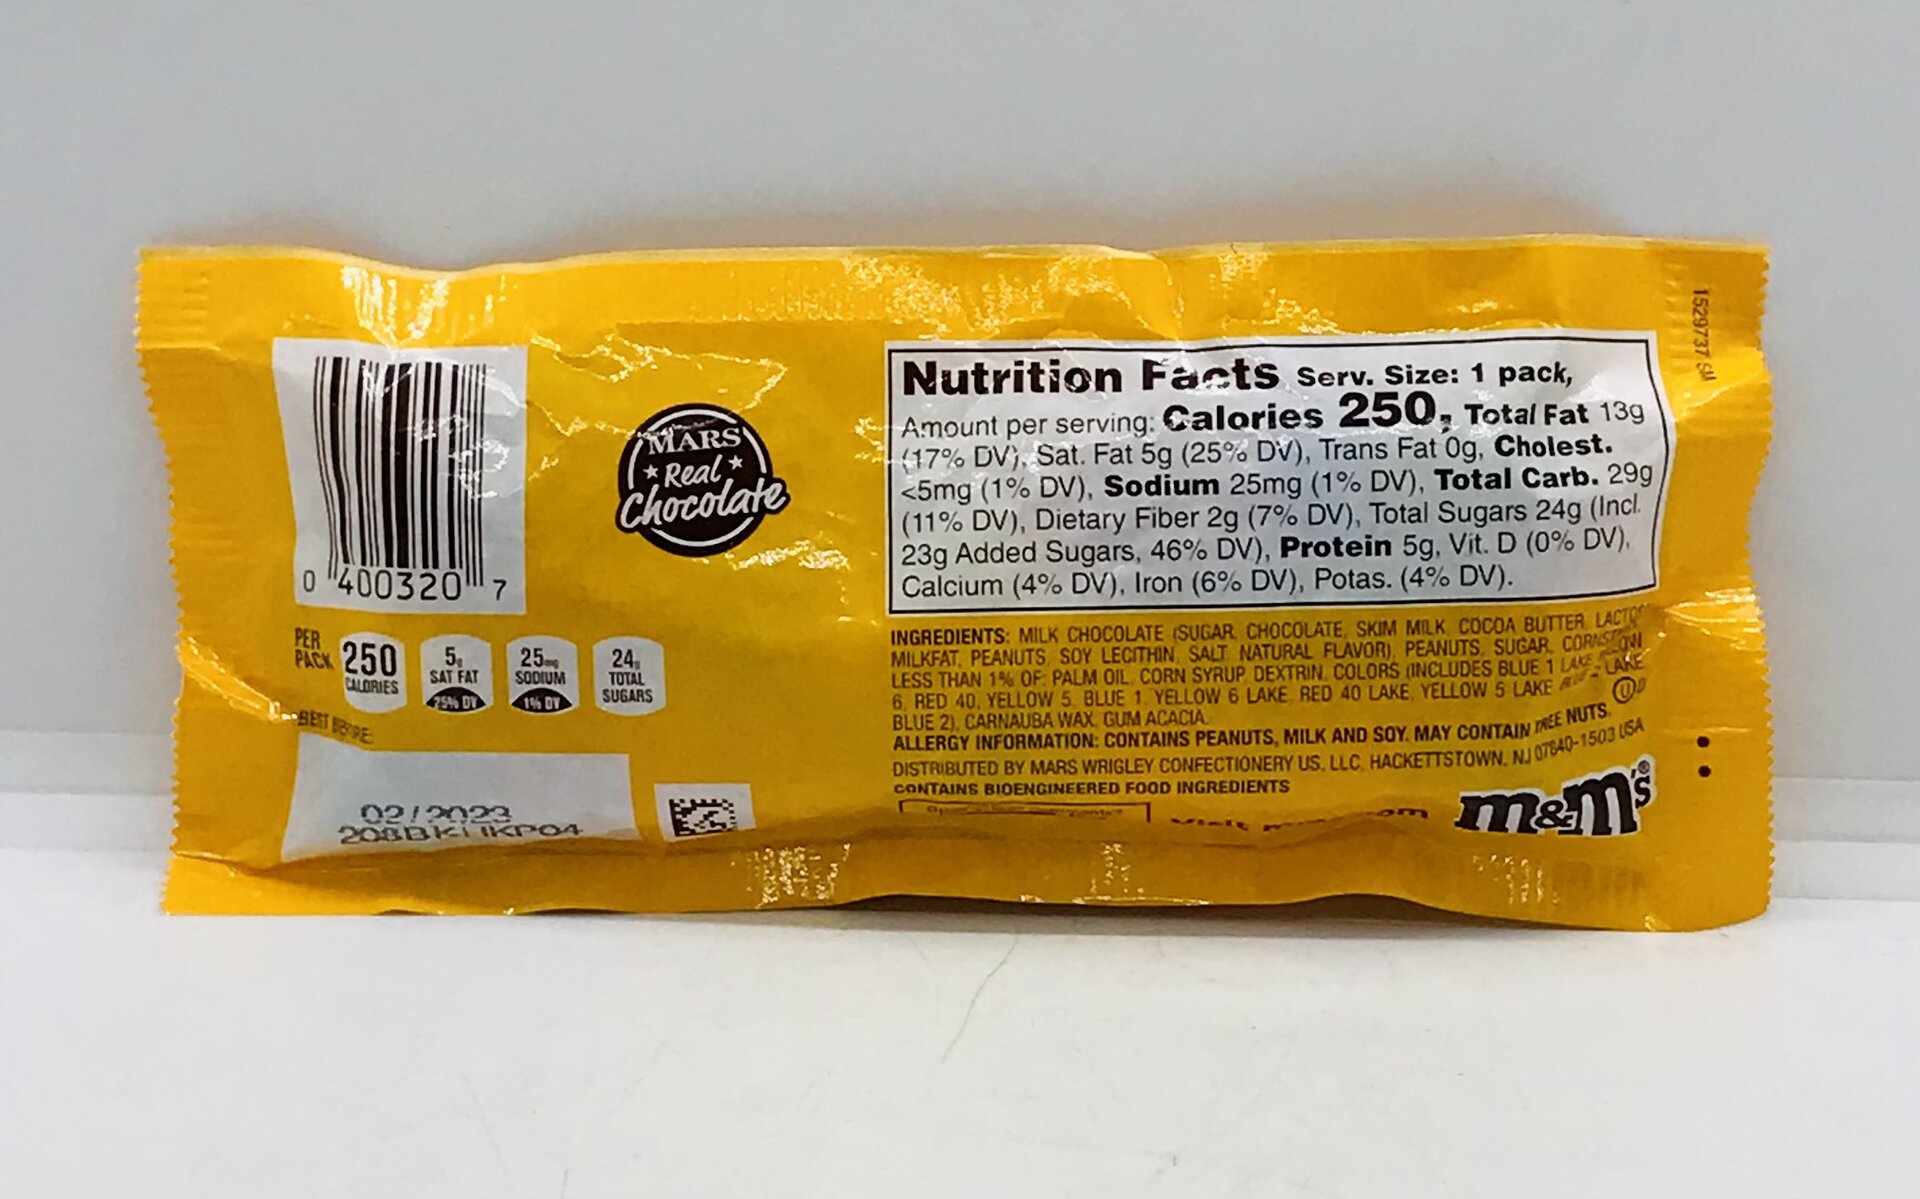 0 400320 7
MARS
Real
Chocolate
PER PACK
250 CALORIES
5g SAT FAT 25% DV
25mg SODIUM 1% DV
24g TOTAL SUGARS
BEST BEFORE:
02/2023
Nutrition Facts Serv. Size: 1 pack,
Amount per serving: Calories 250, Total Fat 13g
(17% DV), Sat. Fat 5g (25% DV), Trans Fat 0g, Cholest.
<5mg (1% DV), Sodium 25mg (1% DV), Total Carb. 29g
(11% DV), Dietary Fiber 2g (7% DV), Total Sugars 24g (Incl.
23g Added Sugars, 46% DV), Protein 5g, Vit. D (0% DV),
Calcium (4% DV), Iron (6% DV), Potas. (4% DV).
INGREDIENTS: MILK CHOCOLATE (SUGAR, CHOCOLATE, SKIM MILK, COCOA BUTTER,
MILKFAT, PEANUTS, SOY LECITHIN, SALT, NATURAL FLAVOR), PEANUTS, SUGAR,
LESS THAN 1% OF: PALM OIL, CORN SYRUP, DEXTRIN, COLORS (INCLUDES BLUE 1 LAKE,
6, RED 40, YELLOW 5, BLUE 1, YELLOW 6 LAKE, RED 40 LAKE, YELLOW 5 LAKE
BLUE 2), CARNAUBA WAX, GUM ACACIA.
U D
ALLERGY INFORMATION: CONTAINS PEANUTS, MILK AND SOY. MAY CONTAIN TREE NUTS.
DISTRIBUTED BY MARS WRIGLEY CONFECTIONERY US, LLC, HACKETTSTOWN, NJ 07840-1503 USA
CONTAINS BIOENGINEERED FOOD INGREDIENTS
Visit
m&m's®
1529737 SM